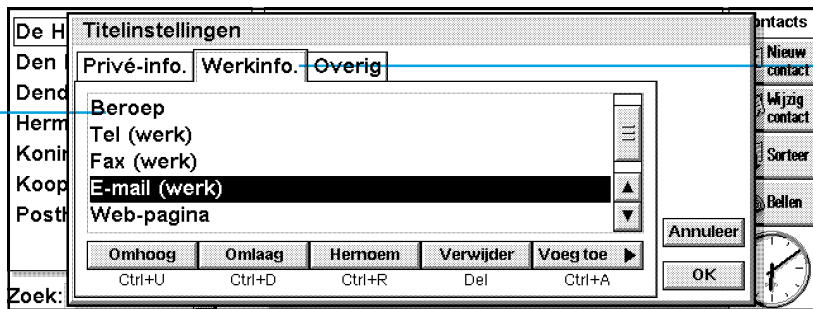 De H
Den
Dend
Herm
Konin
Koop
Posth
Zoek:
Titelinstellingen
Privé-info. Werkinfo. Overig
Beroep
Tel (werk)
Fax (werk)
E-mail (werk)
Web-pagina
Omhoog Omlaag Hernoem Verwijder Voeg toe
Ctrl+U Ctrl+D Ctrl+R Del Ctrl+A
Annuleer
OK
ontacts
Nieuw
contact
Wijzig
contact
Sorteer
Bellen